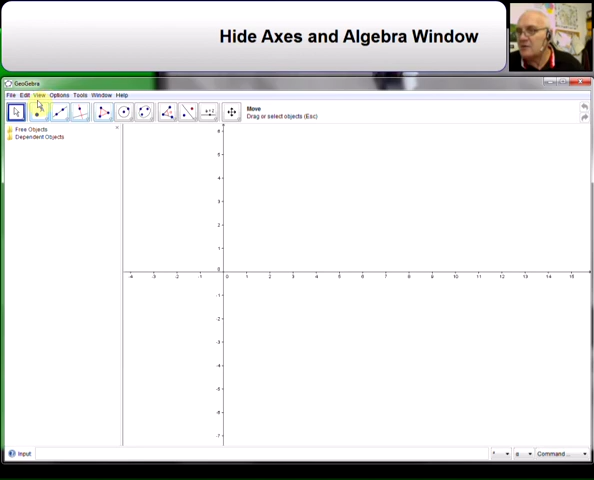 Hide Axes and Algebra Window
GeoGebra
File Edit View Options Tools Window Help
a = 2
Move
Drag or select objects (Esc)
Free Objects
Dependent Objects
6
5
4
3
2
1
0
-4 -3 -2 -1 0 1 2 3 4 5 6 7 8 9 10 11 12 13 14 15
-1
-2
-3
-4
-5
-6
-7
Input
Command ...